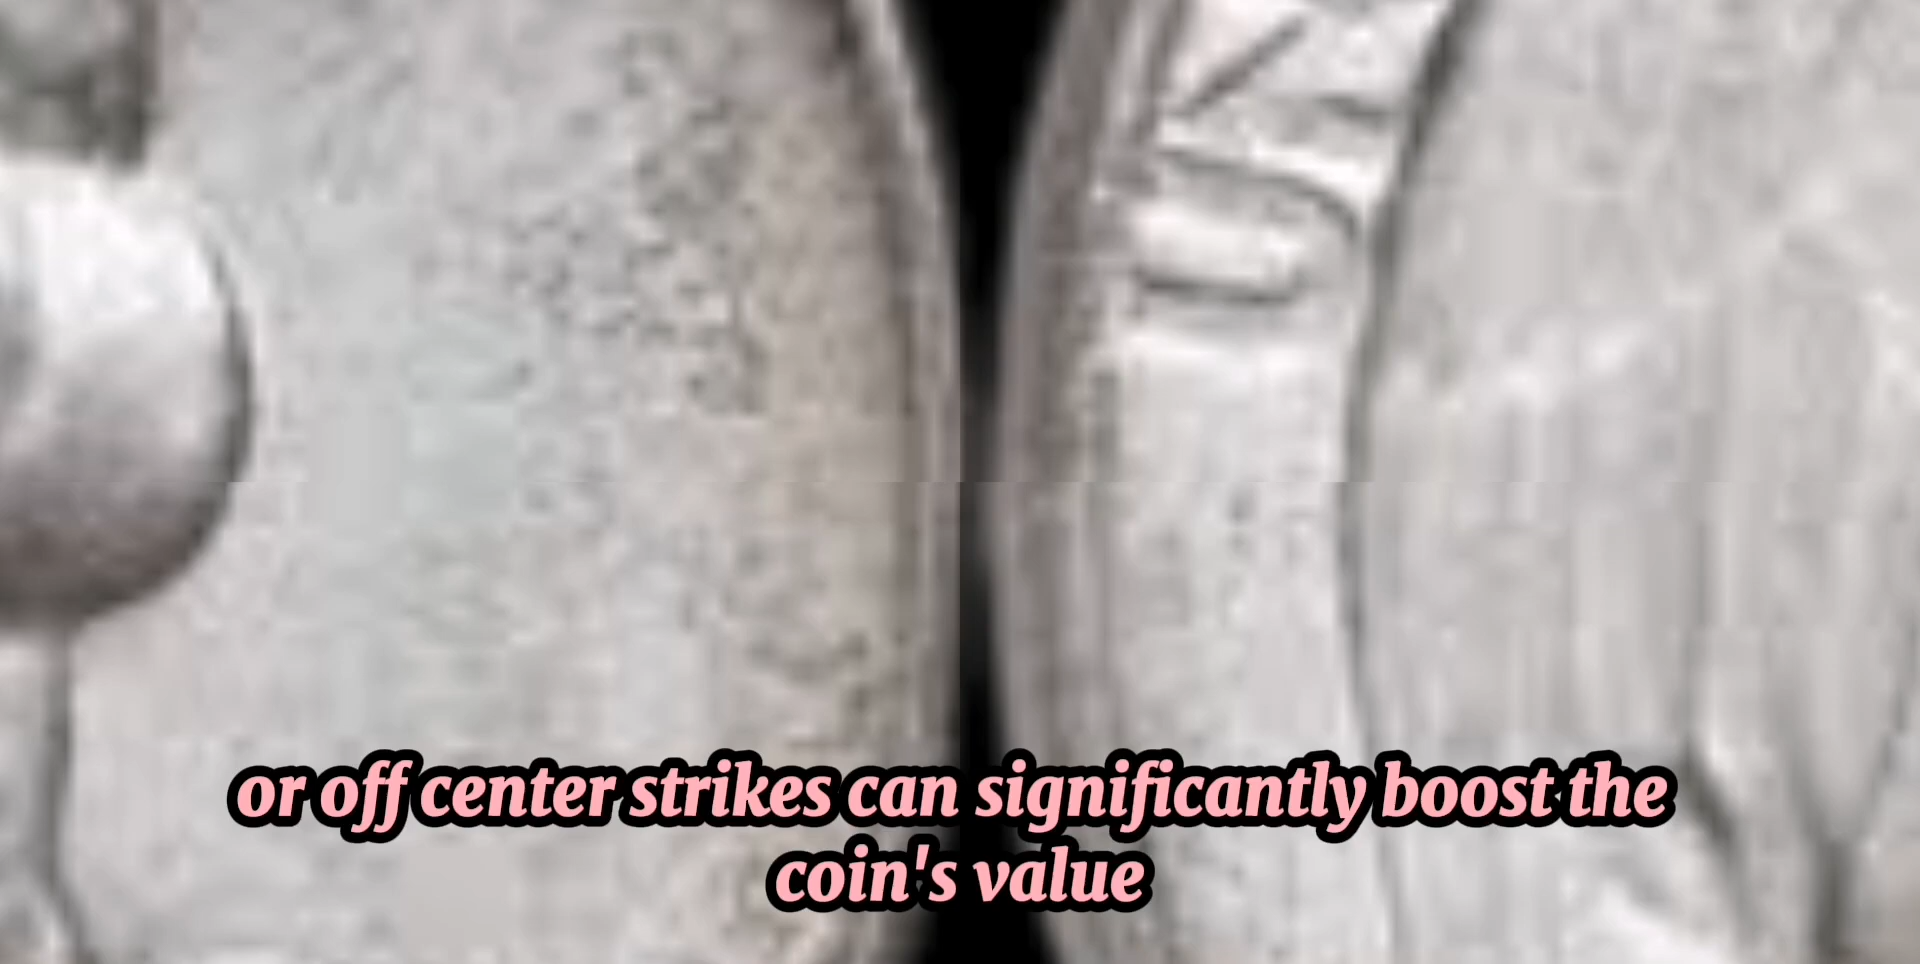 or off center strikes can significantly boost the
coin's value